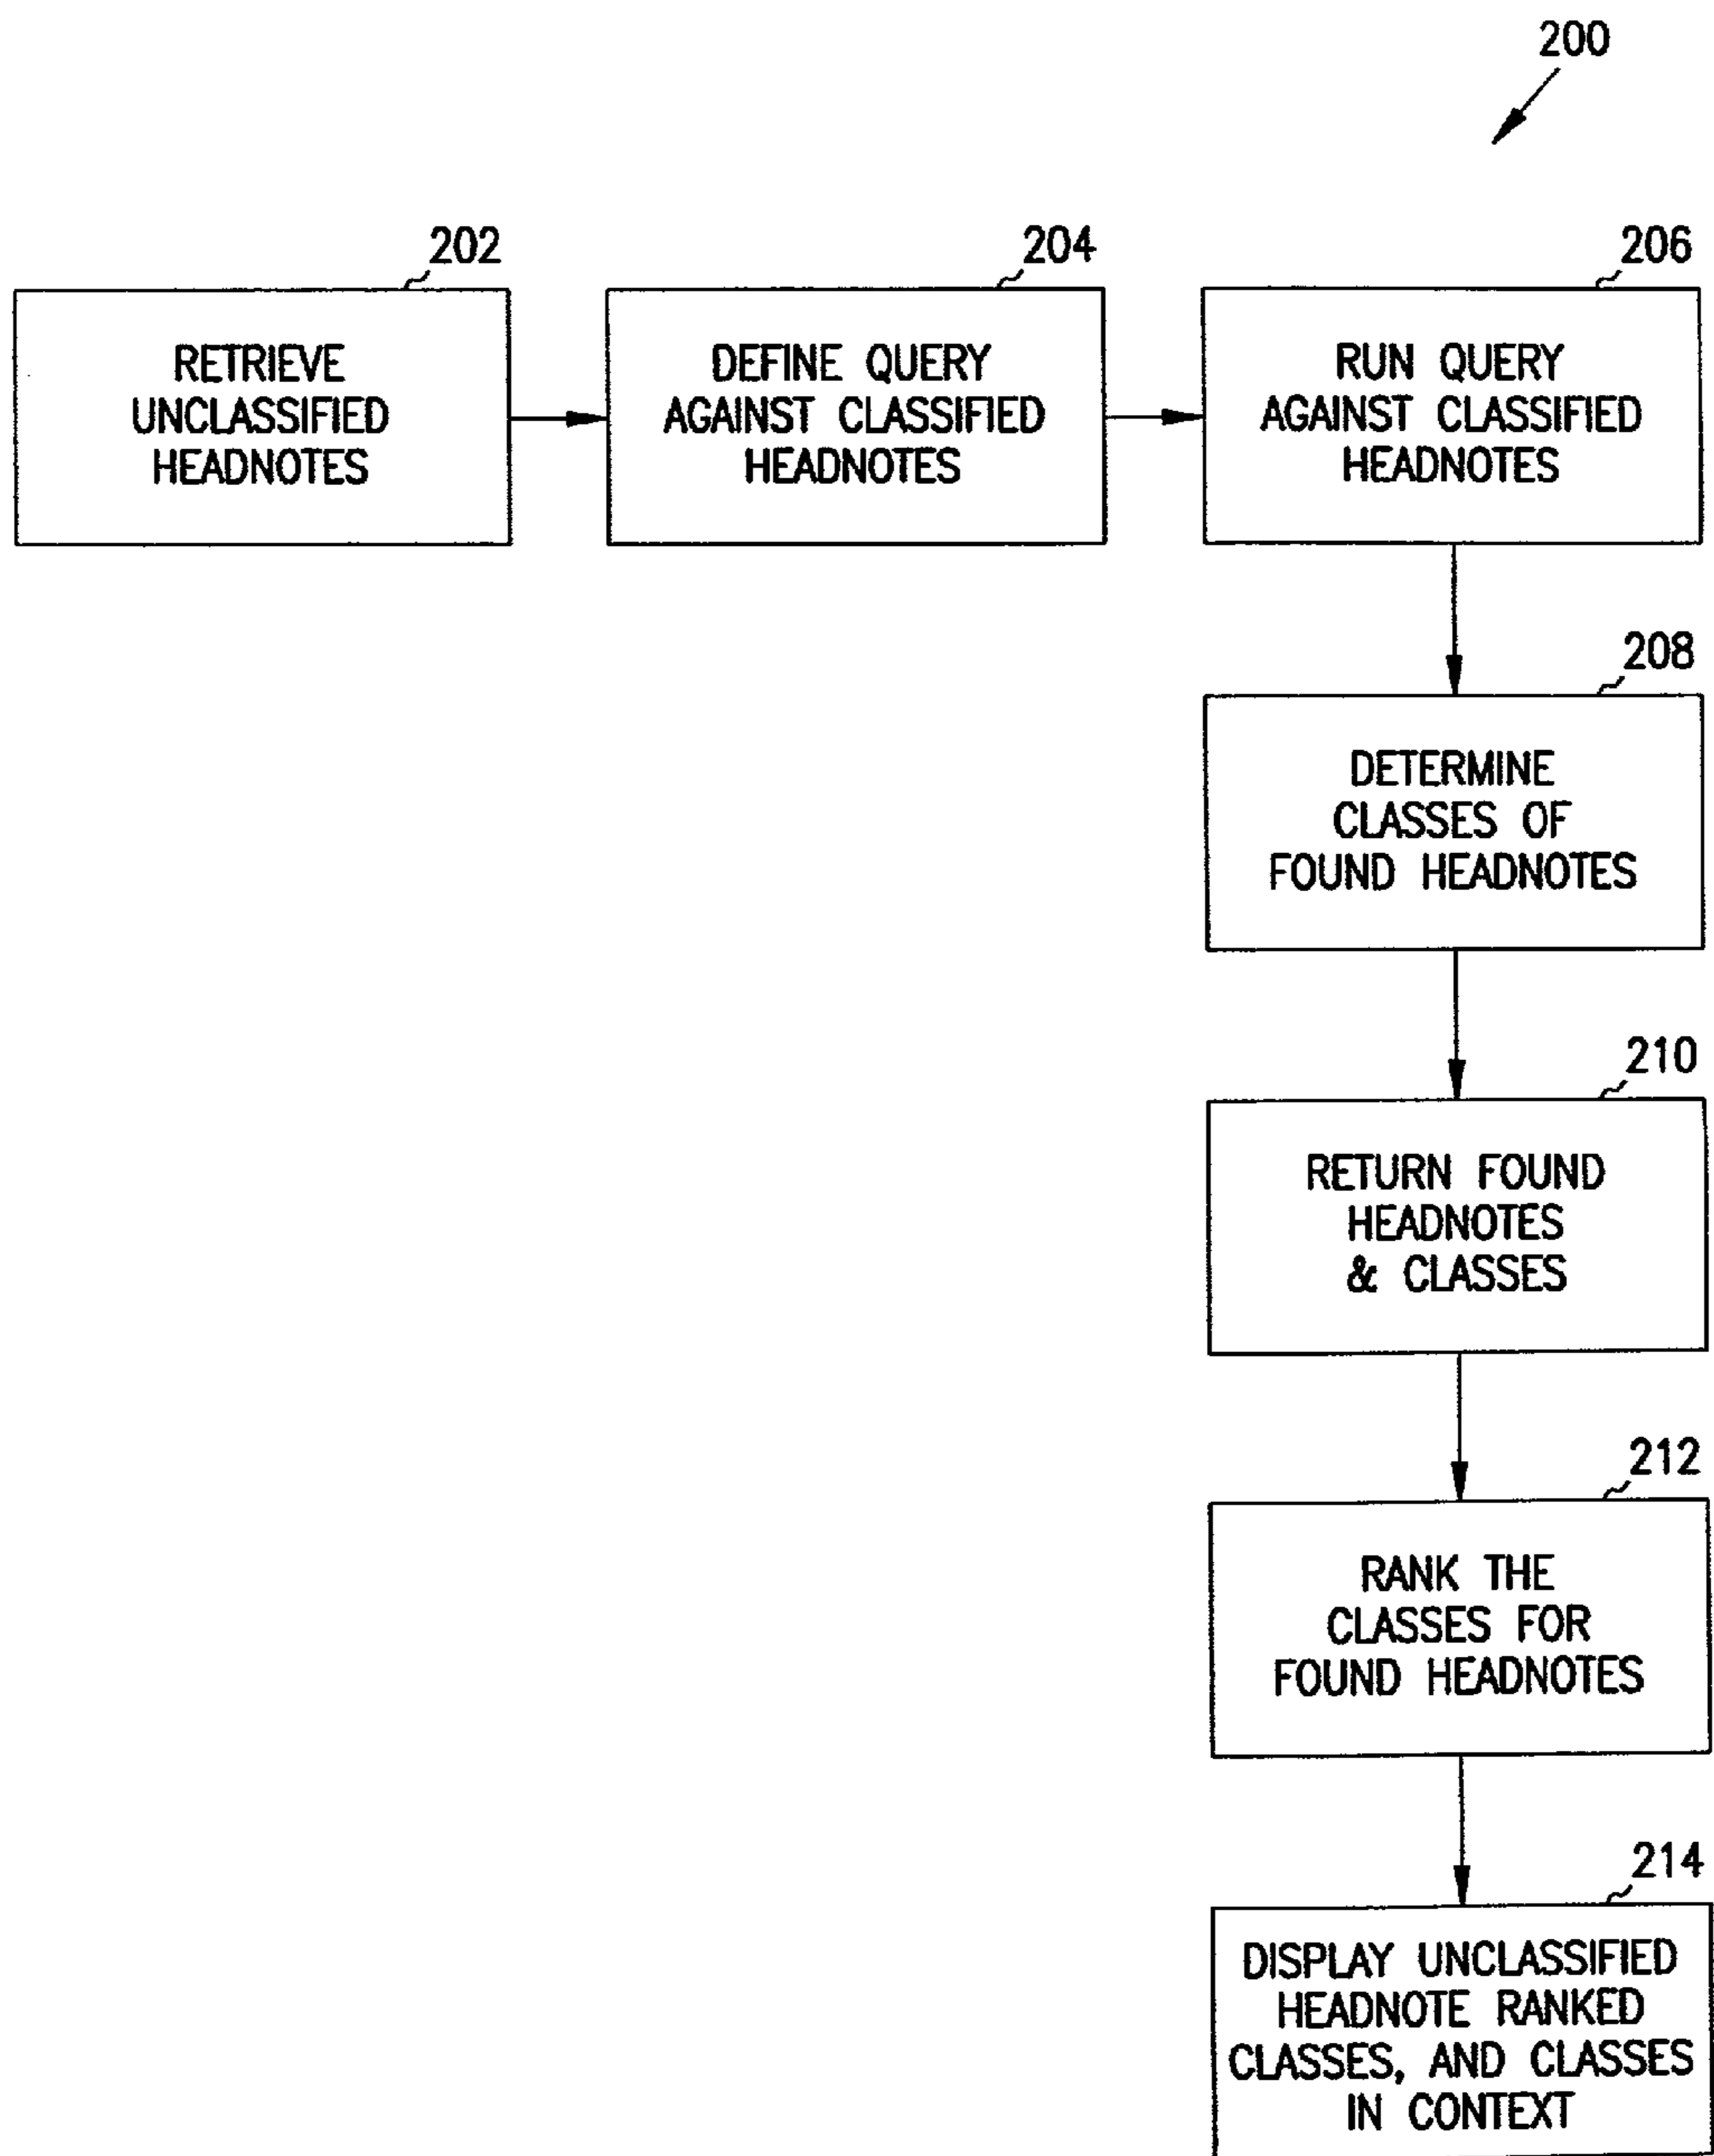 200
202
RETRIEVE
UNCLASSIFIED
HEADNOTES
204
DEFINE QUERY
AGAINST CLASSIFIED
HEADNOTES
206
RUN QUERY
AGAINST CLASSIFIED
HEADNOTES
208
DETERMINE
CLASSES OF
FOUND HEADNOTES
210
RETURN FOUND
HEADNOTES
& CLASSES
212
RANK THE
CLASSES FOR
FOUND HEADNOTES
214
DISPLAY UNCLASSIFIED
HEADNOTE RANKED
CLASSES, AND CLASSES
IN CONTEXT